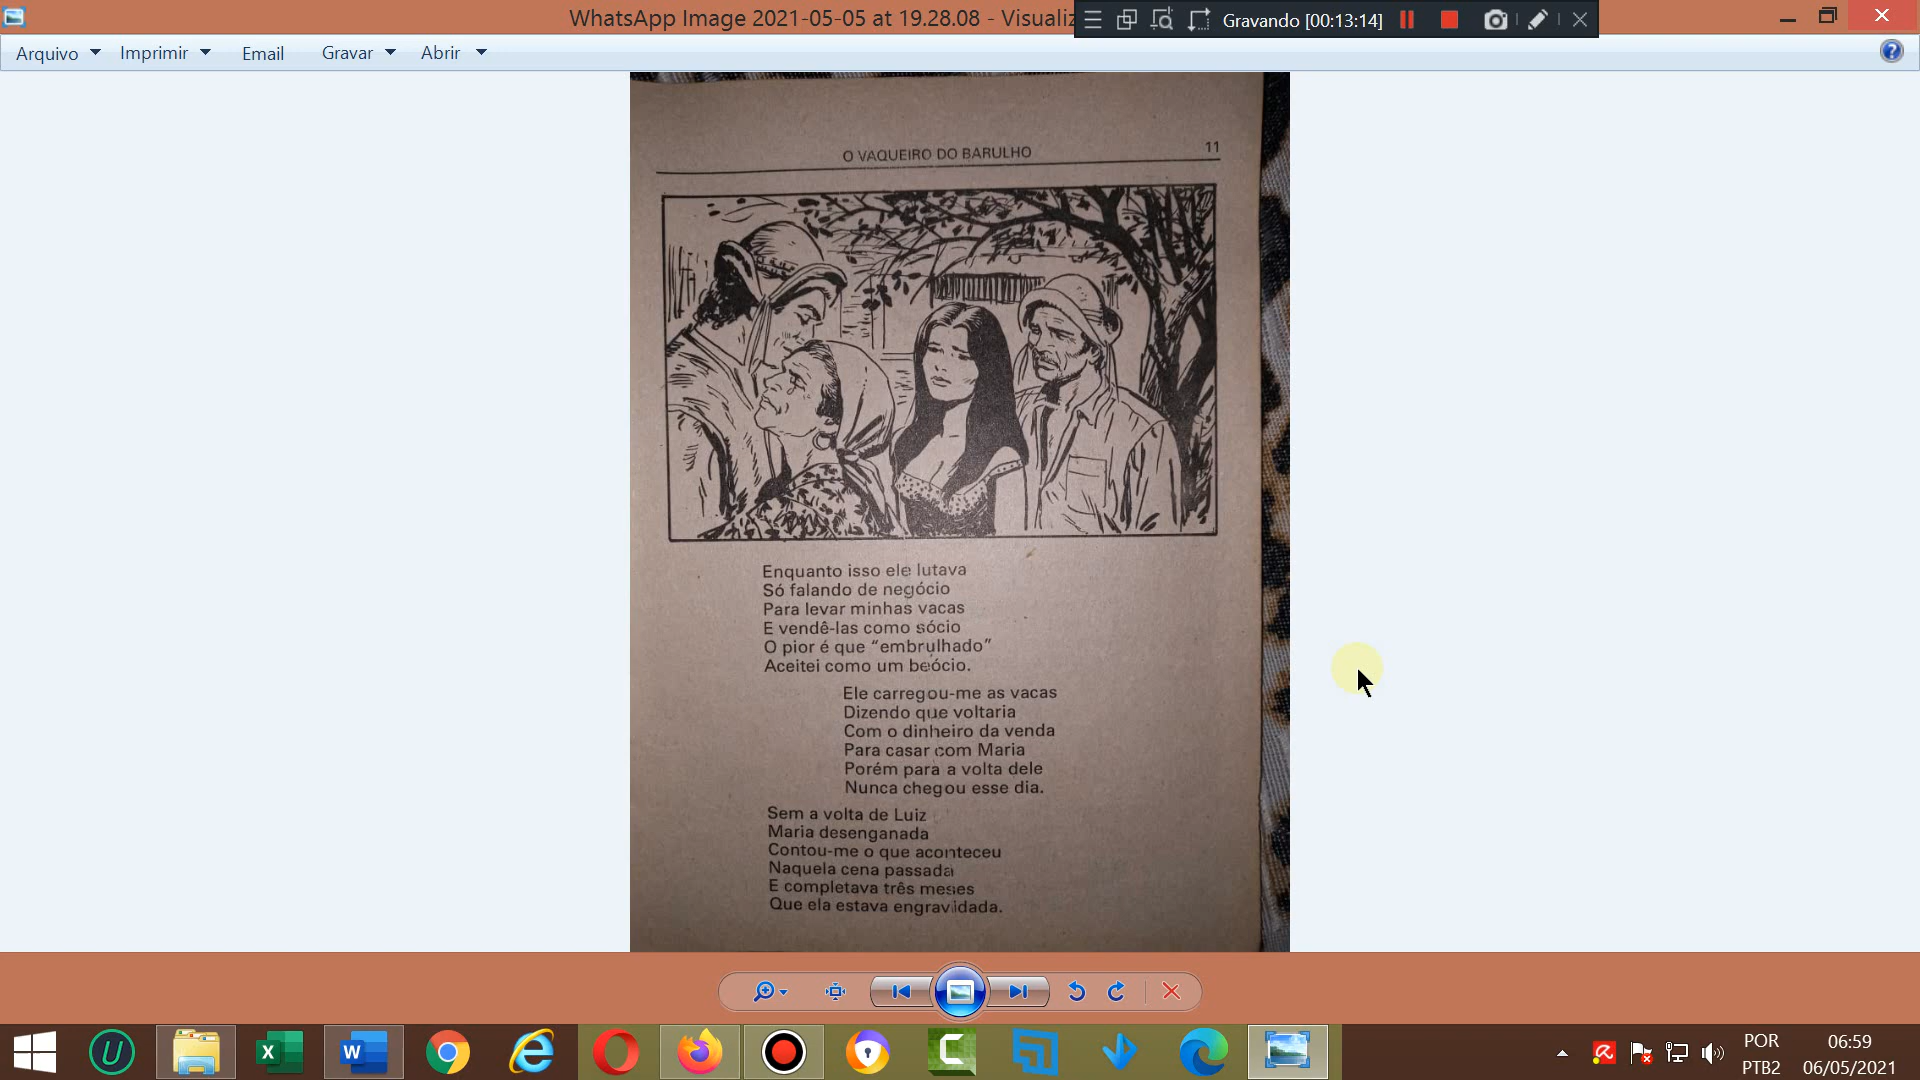 WhatsApp Image 2021-05-05 at 19.28.08 - Visualiz
Gravando [00:13:14]
Arquivo
Imprimir
Email
Gravar
Abrir
O VAQUEIRO DO BARULHO
11
Enquanto isso ele lutava
Só falando de negócio
Para levar minhas vacas
E vendê-las como sócio
O pior é que “embrulhado”
Aceitei como um beócio.
Ele carregou-me as vacas
Dizendo que voltaria
Com o dinheiro da venda
Para casar com Maria
Porém para a volta dele
Nunca chegou esse dia.
Sem a volta de Luiz
Maria desenganada
Contou-me o que aconteceu
Naquela cena passada
E completava três meses
Que ela estava engravidada.
POR
PTB2
06:59
06/05/2021